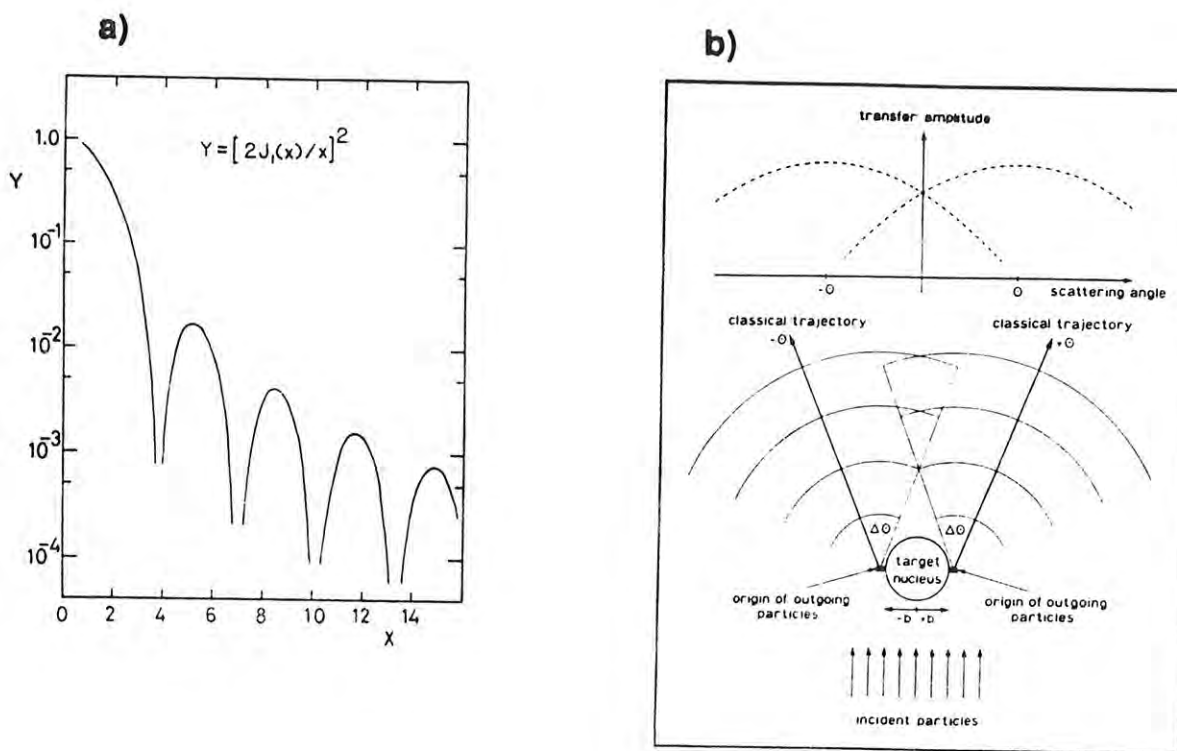 a)
Y = [2J₁(x)/x]²
Y
1.0
10⁻¹
10⁻²
10⁻³
10⁻⁴
0 2 4 6 8 10 12 14
X
b)
transfer amplitude
-Θ Θ scattering angle
classical trajectory
-Θ
classical trajectory
+Θ
ΔΘ
ΔΘ
target
nucleus
origin of outgoing
particles
-b +b
origin of outgoing
particles
incident particles